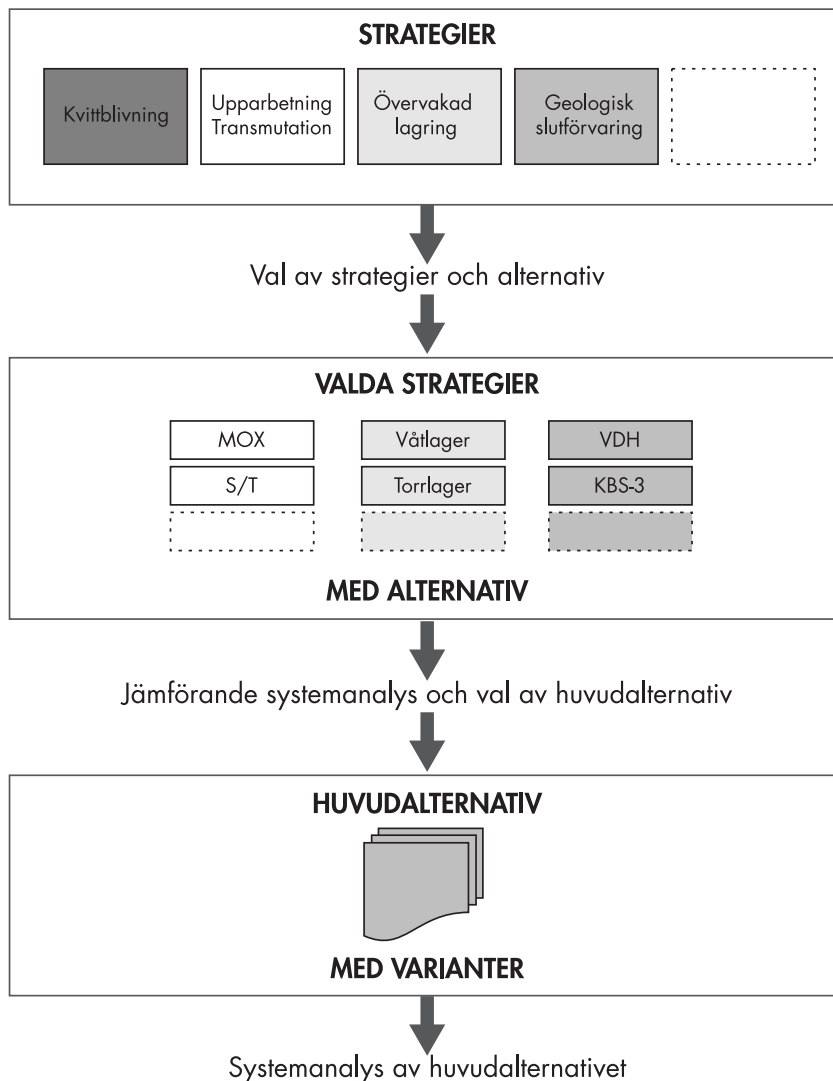 STRATEGIER
Kvittblivning
Upparbetning
Transmutation
Övervakad
lagring
Geologisk
slutförvaring
Val av strategier och alternativ
VALDA STRATEGIER
MOX
Våtlager
VDH
S/T
Torrlager
KBS-3
MED ALTERNATIV
Jämförande systemanalys och val av huvudalternativ
HUVUDALTERNATIV
MED VARIANTER
Systemanalys av huvudalternativet